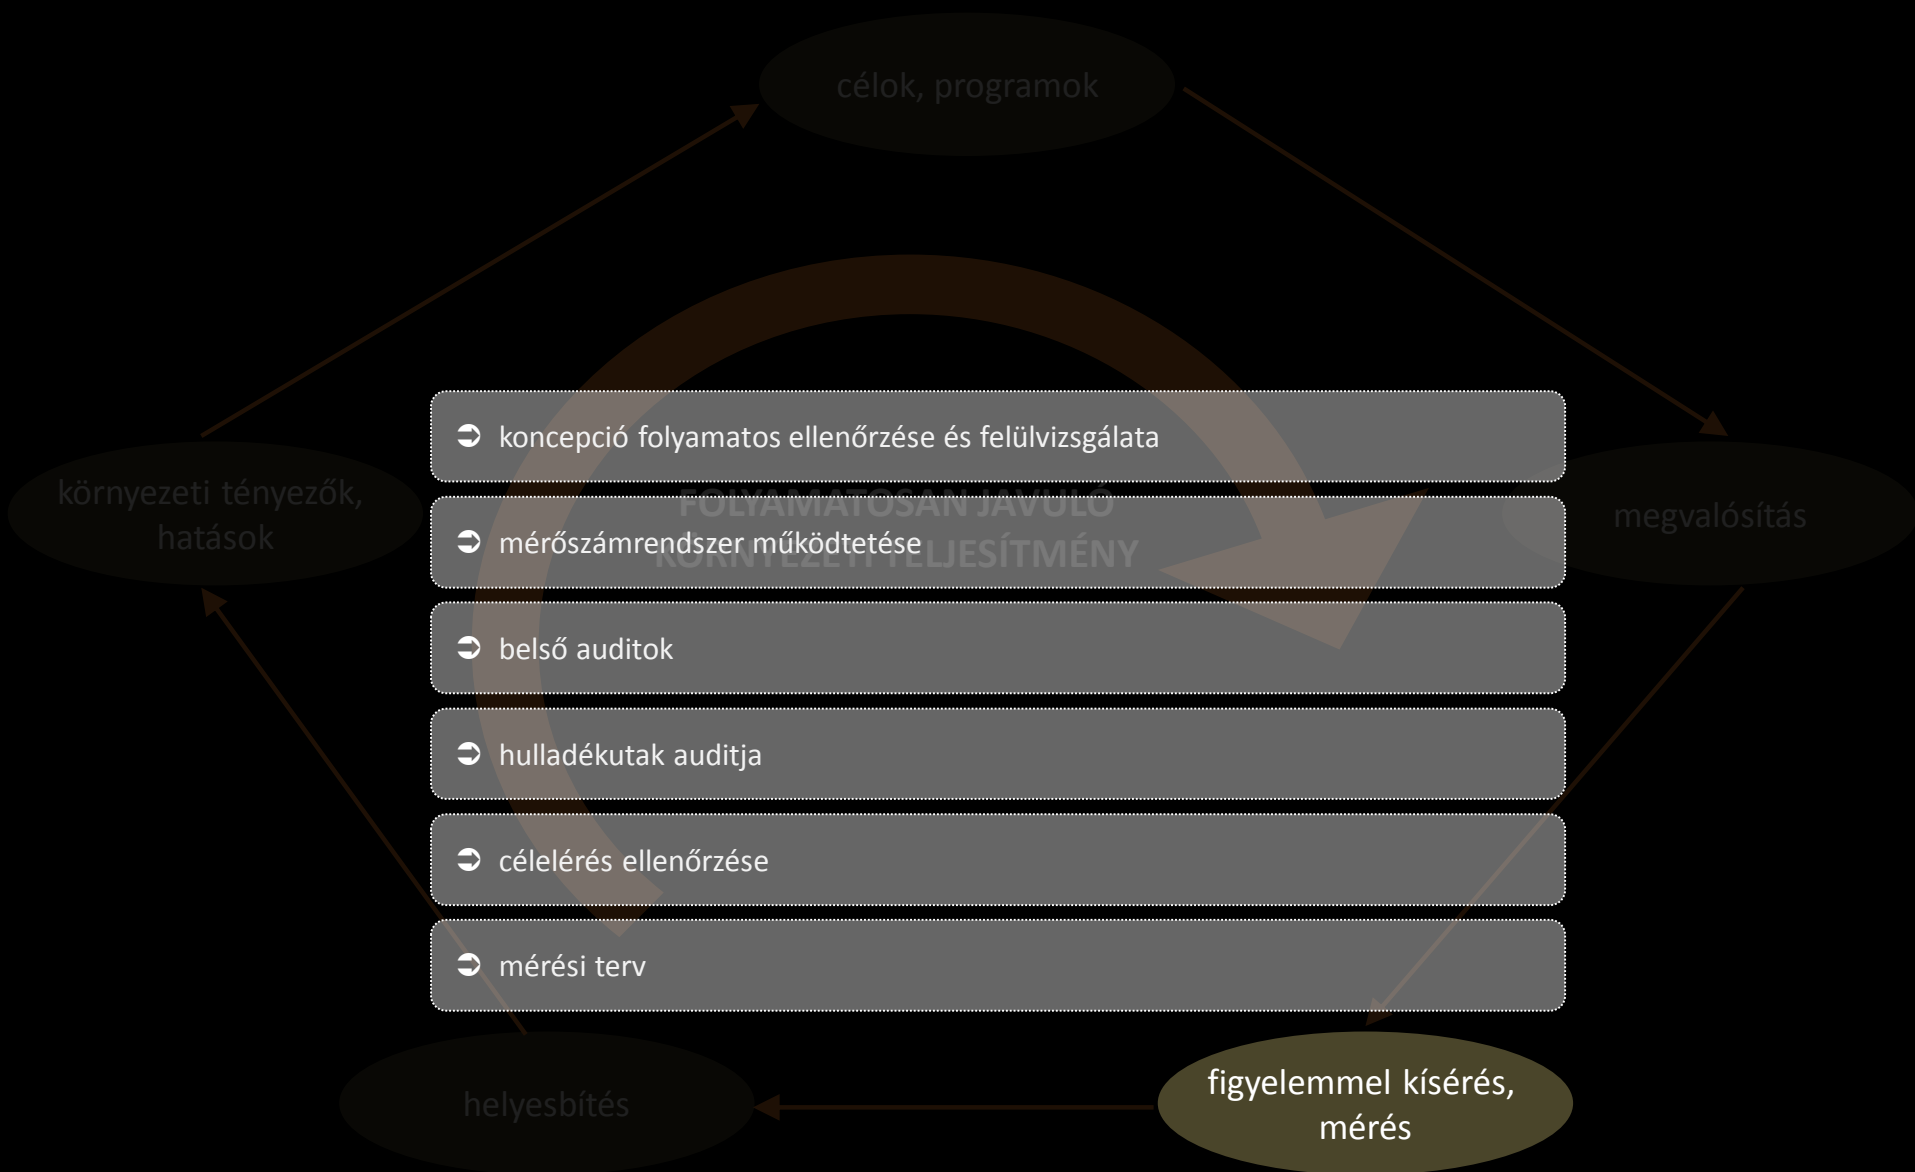 célok, programok
környezeti tényezők,
hatások
FOLYAMATOSAN JAVULÓ
KÖRNYEZETI TELJESÍTMÉNY
megvalósítás
koncepció folyamatos ellenőrzése és felülvizsgálata
mérőszámrendszer működtetése
belső auditok
hulladékutak auditja
célelérés ellenőrzése
mérési terv
helyesbítés
figyelemmel kísérés,
mérés